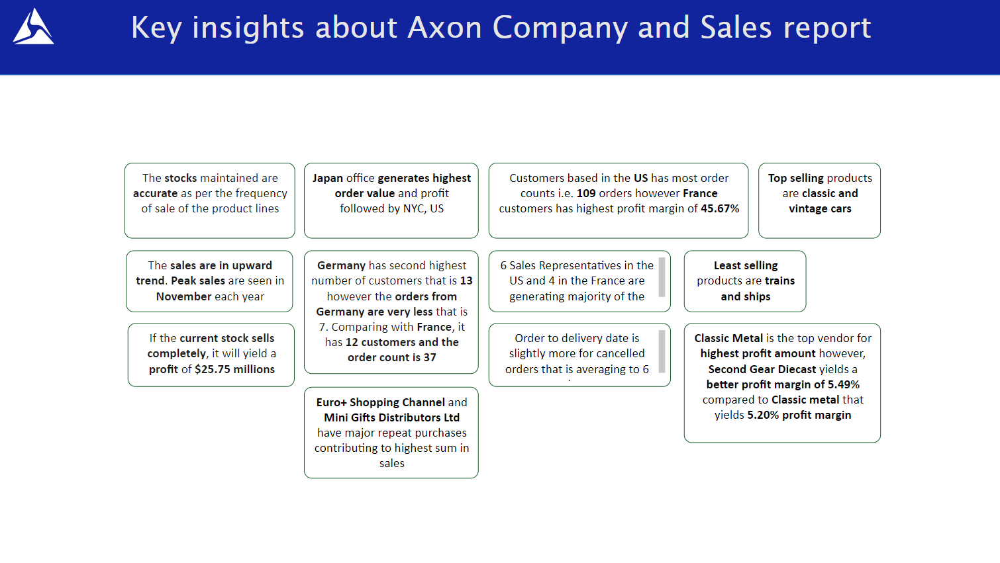 Key insights about Axon Company and Sales report
The stocks maintained are
accurate as per the frequency
of sale of the product lines
Japan office generates highest
order value and profit
followed by NYC, US
Customers based in the US has most order
counts i.e. 109 orders however France
customers has highest profit margin of 45.67%
Top selling products
are classic and
vintage cars
The sales are in upward
trend. Peak sales are seen in
November each year
Germany has second highest
number of customers that is 13
however the orders from
Germany are very less that is
7. Comparing with France, it
has 12 customers and the
order count is 37
6 Sales Representatives in the
US and 4 in the France are
generating majority of the
Least selling
products are trains
and ships
If the current stock sells
completely, it will yield a
profit of $25.75 millions
Order to delivery date is
slightly more for cancelled
orders that is averaging to 6
Classic Metal is the top vendor for
highest profit amount however,
Second Gear Diecast yields a
better profit margin of 5.49%
compared to Classic metal that
yields 5.20% profit margin
Euro+ Shopping Channel and
Mini Gifts Distributors Ltd
have major repeat purchases
contributing to highest sum in
sales